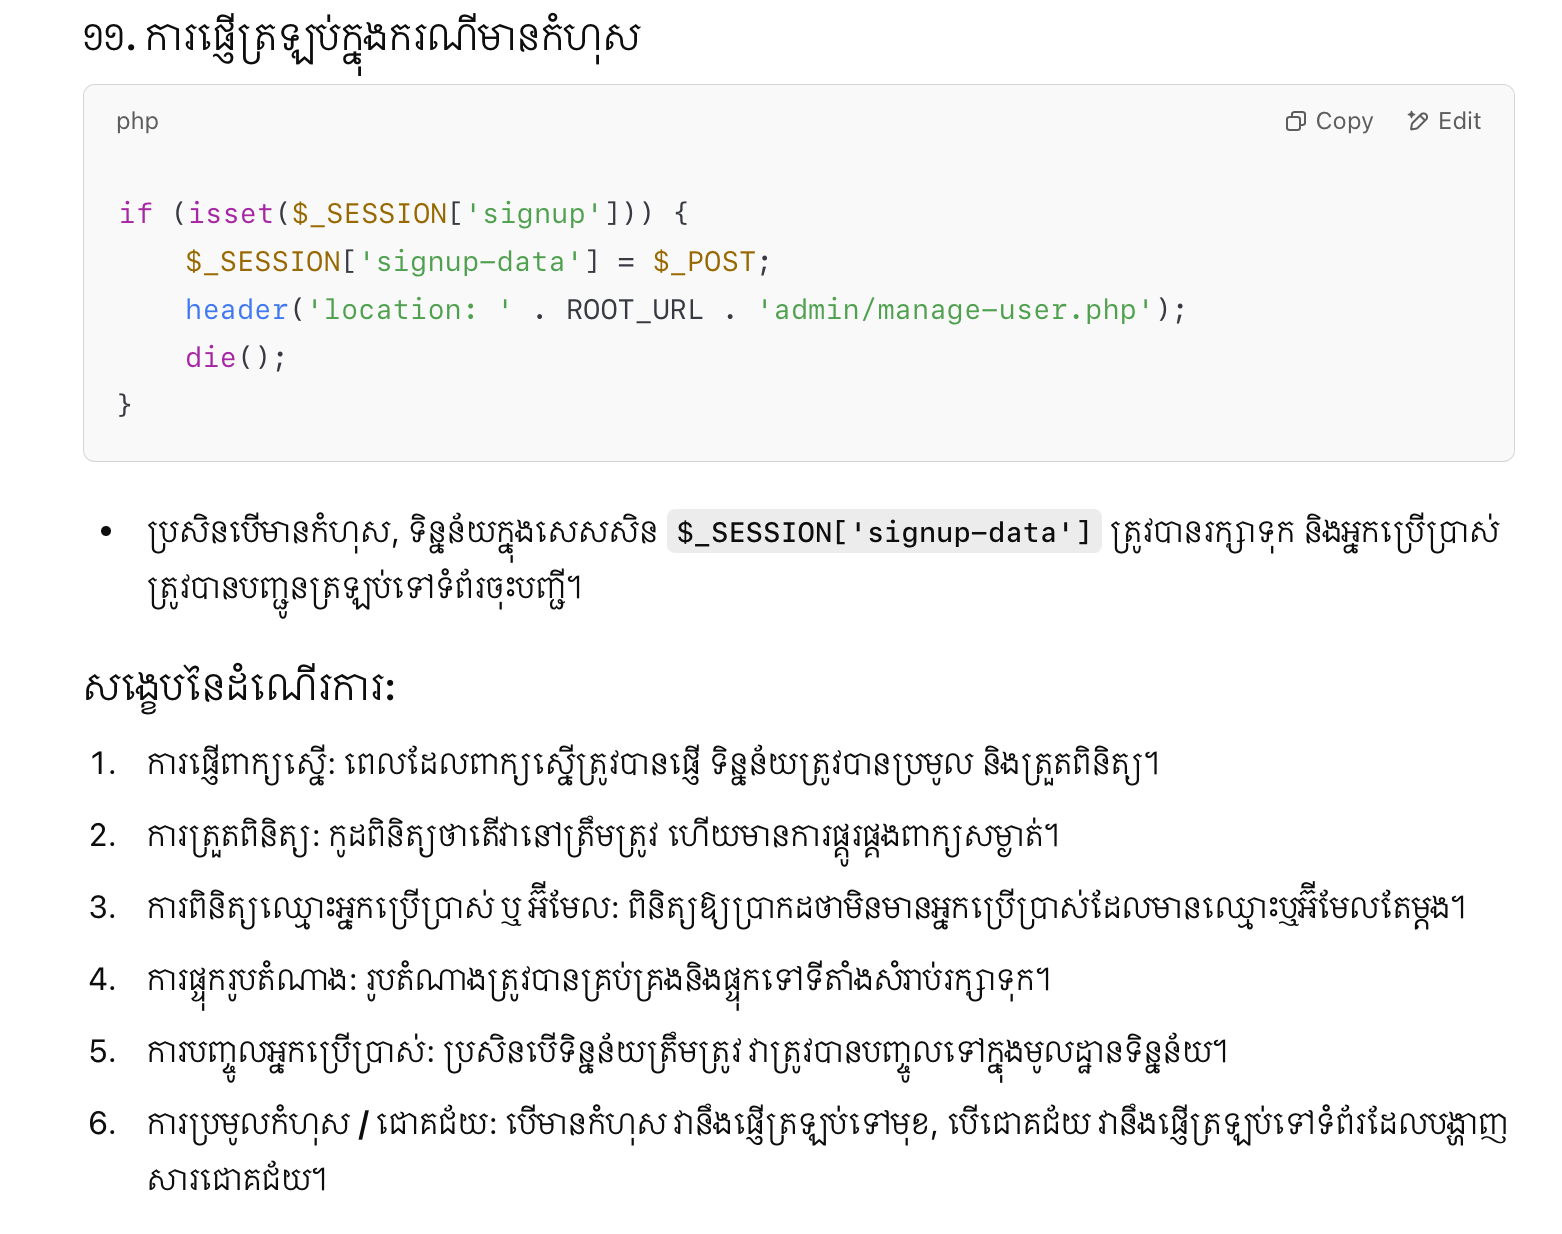 ១១. ការផ្ញើត្រឡប់ក្នុងករណីមានកំហុស
php
Copy
Edit
if (isset($_SESSION['signup'])) {
    $_SESSION['signup-data'] = $_POST;
    header('location: ' . ROOT_URL . 'admin/manage-user.php');
    die();
}
• ប្រសិនបើមានកំហុស, ទិន្នន័យក្នុងសេសសិន $_SESSION['signup-data'] ត្រូវបានរក្សាទុក និងអ្នកប្រើប្រាស់
ត្រូវបានបញ្ជូនត្រឡប់ទៅទំព័រចុះបញ្ជី។
សង្ខេបនៃដំណើរការ:
1. ការផ្ញើពាក្យស្នើ: ពេលដែលពាក្យស្នើត្រូវបានផ្ញើ ទិន្នន័យត្រូវបានប្រមូល និងត្រួតពិនិត្យ។
2. ការត្រួតពិនិត្យ: កូដពិនិត្យថាតើវានៅត្រឹមត្រូវ ហើយមានការផ្គូរផ្គងពាក្យសម្ងាត់។
3. ការពិនិត្យឈ្មោះអ្នកប្រើប្រាស់ ឬ អ៊ីមែល: ពិនិត្យឱ្យប្រាកដថាមិនមានអ្នកប្រើប្រាស់ដែលមានឈ្មោះឬអ៊ីមែលតែម្តង។
4. ការផ្ទុករូបតំណាង: រូបតំណាងត្រូវបានគ្រប់គ្រងនិងផ្ទុកទៅទីតាំងសំរាប់រក្សាទុក។
5. ការបញ្ចូលអ្នកប្រើប្រាស់: ប្រសិនបើទិន្នន័យត្រឹមត្រូវ វាត្រូវបានបញ្ចូលទៅក្នុងមូលដ្ឋានទិន្នន័យ។
6. ការប្រមូលកំហុស / ជោគជ័យ: បើមានកំហុស វានឹងផ្ញើត្រឡប់ទៅមុខ, បើជោគជ័យ វានឹងផ្ញើត្រឡប់ទៅទំព័រដែលបង្ហាញ
សារជោគជ័យ។